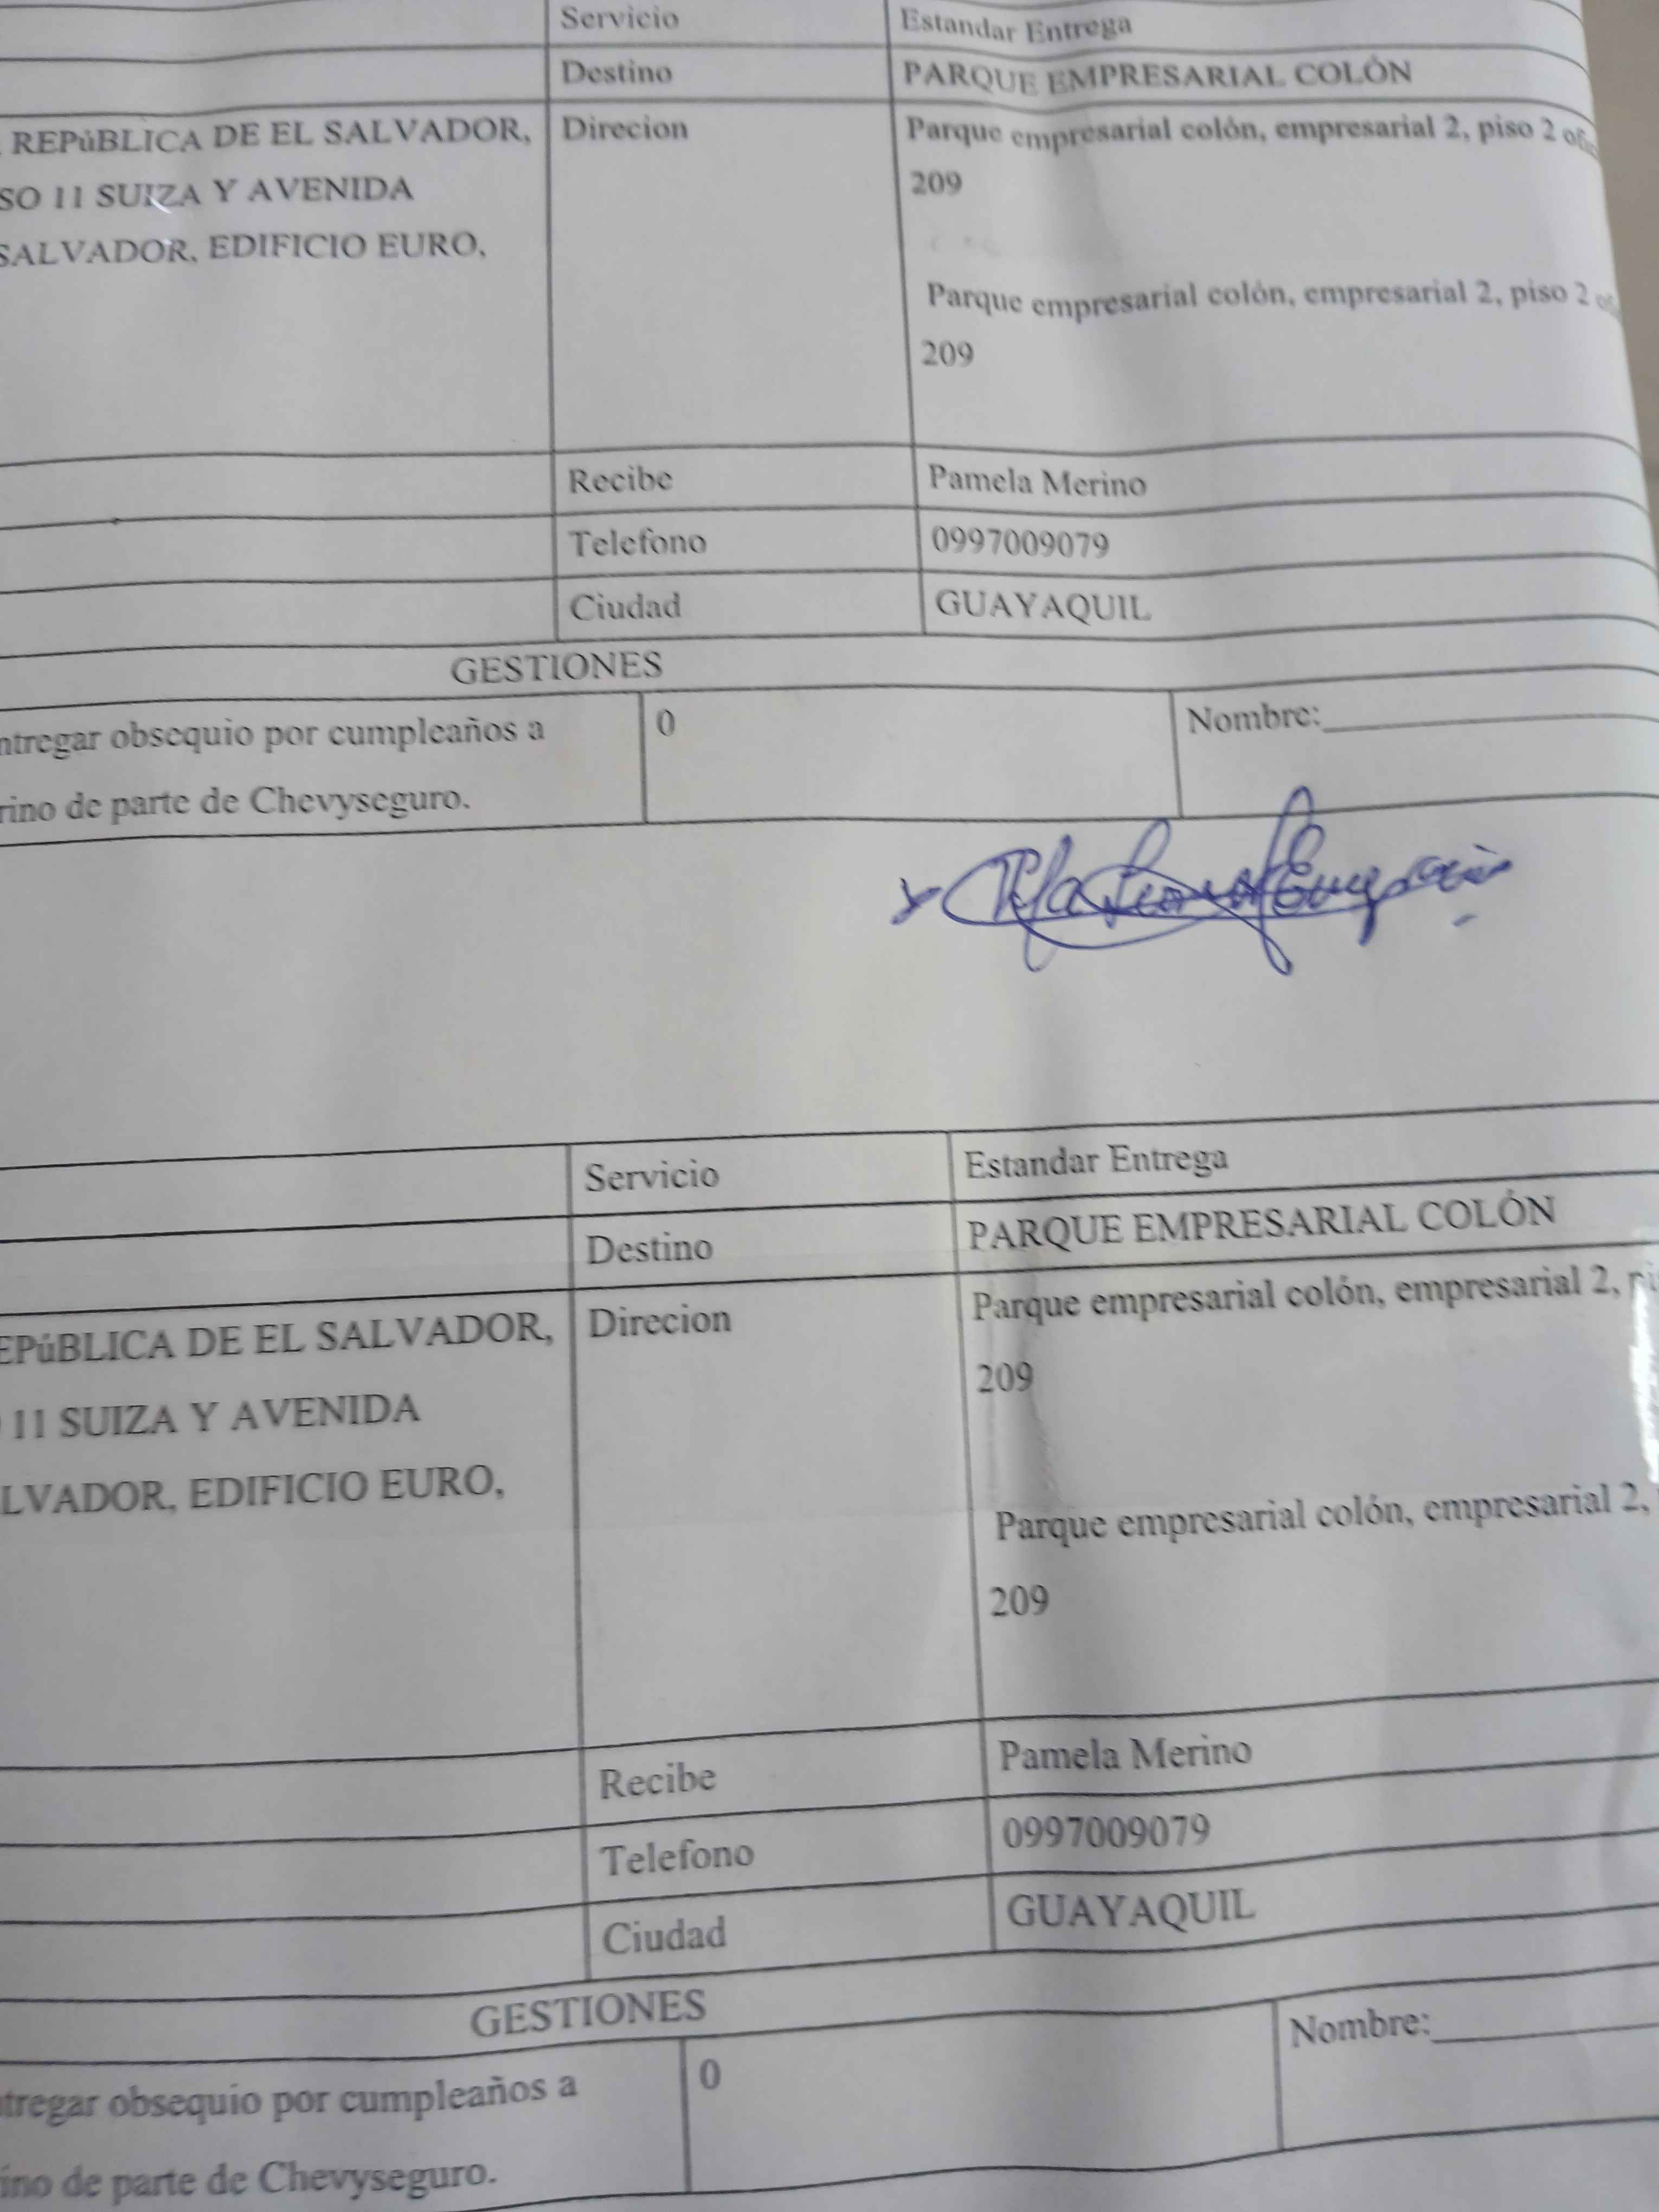 Servicio Estandar Entrega
Destino PARQUE EMPRESARIAL COLÓN
REPúBLICA DE EL SALVADOR, Direcion Parque empresarial colón, empresarial 2, piso 2
SO 11 SUIZA Y AVENIDA 209
SALVADOR, EDIFICIO EURO,
Parque empresarial colón, empresarial 2, piso 2
209
Recibe Pamela Merino
Telefono 0997009079
Ciudad GUAYAQUIL
GESTIONES
ntregar obsequio por cumpleaños a 0 Nombre:
rino de parte de Chevyseguro.
Servicio Estandar Entrega
Destino PARQUE EMPRESARIAL COLÓN
EPúBLICA DE EL SALVADOR, Direcion Parque empresarial colón, empresarial 2,
11 SUIZA Y AVENIDA 209
LVADOR, EDIFICIO EURO,
Parque empresarial colón, empresarial 2,
209
Recibe Pamela Merino
Telefono 0997009079
Ciudad GUAYAQUIL
GESTIONES
tregar obsequio por cumpleaños a 0 Nombre:
ino de parte de Chevyseguro.